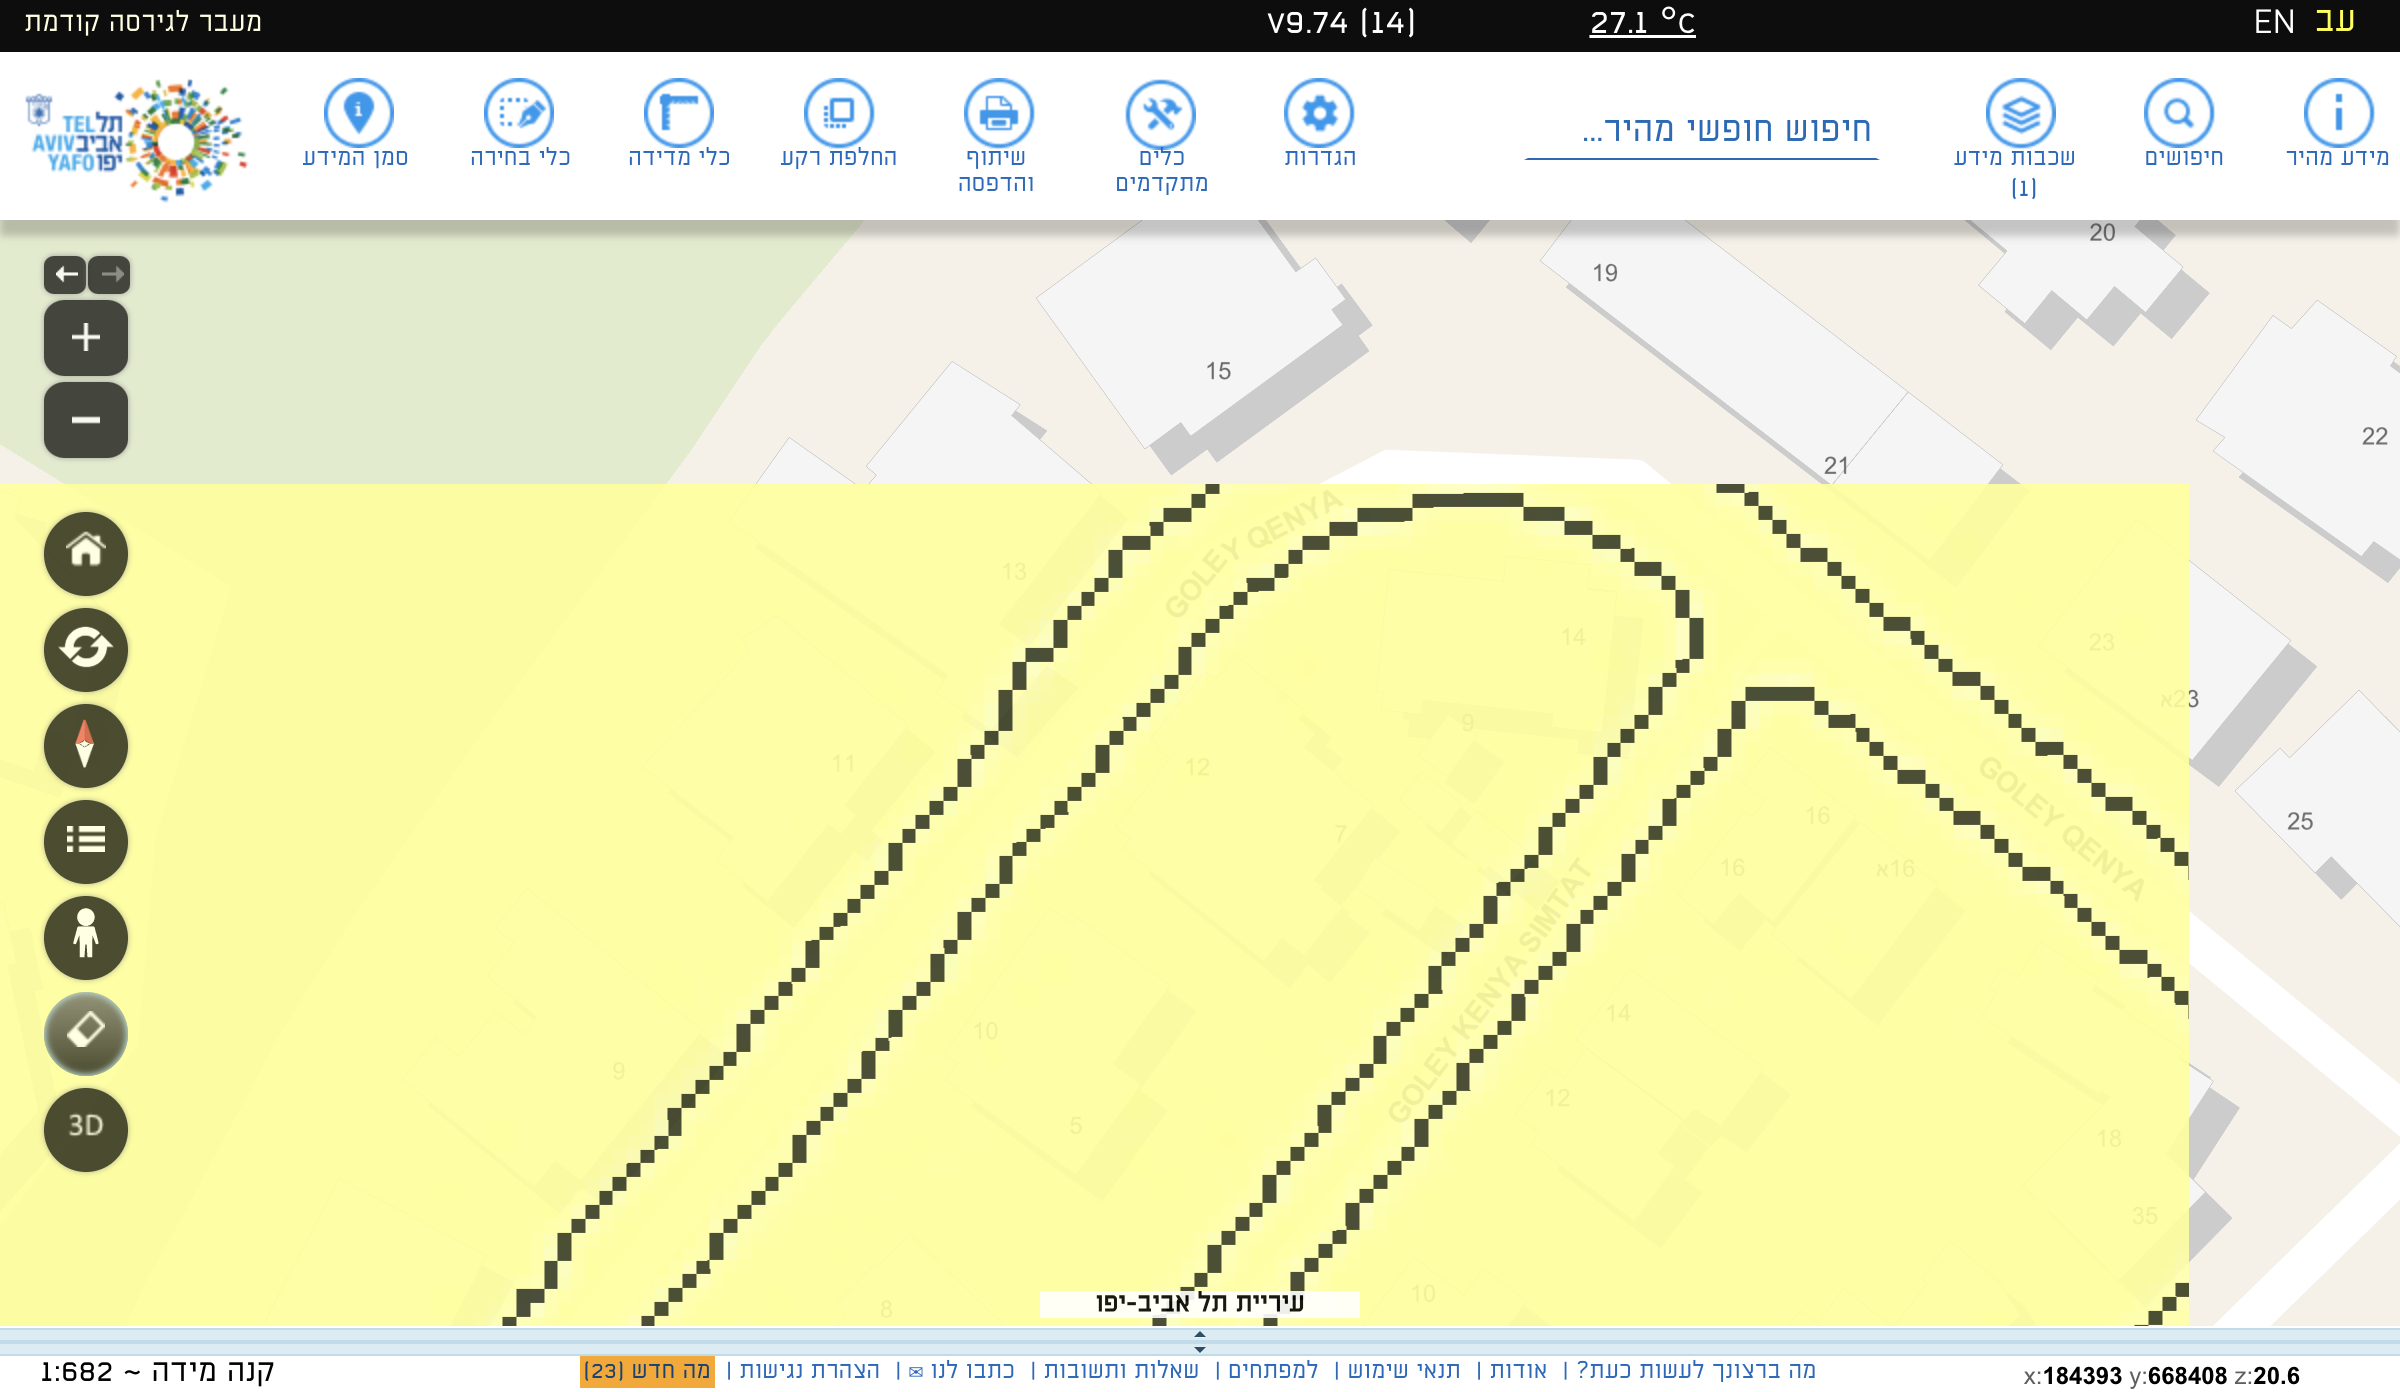 עב EN
27.1 °C
V9.74 (14)
מעבר לגירסה קודמת
מידע מהיר
חיפושים
שכבות מידע
(1)
חיפוש חופשי מהיר...
הגדרות
כלים
מתקדמים
שיתוף
והדפסה
החלפת רקע
כלי מדידה
כלי בחירה
סמן המידע
תל
אביב
יפו
TEL
AVIV
YAFO
20
19
15
22
21
GOLEY QENYA
13
14
23
23א
9
11
12
GOLEY QENYA
16
25
7
16
16א
GOLEY KENYA SIMTAT
14
10
9
12
5
18
35
10
8
3D
עיריית תל אביב-יפו
מה ברצונך לעשות כעת? | אודות | תנאי שימוש | למפתחים | שאלות ותשובות | כתבו לנו ✉ | הצהרת נגישות | מה חדש (23)
קנה מידה ~ 1:682
x:184393 y:668408 z:20.6